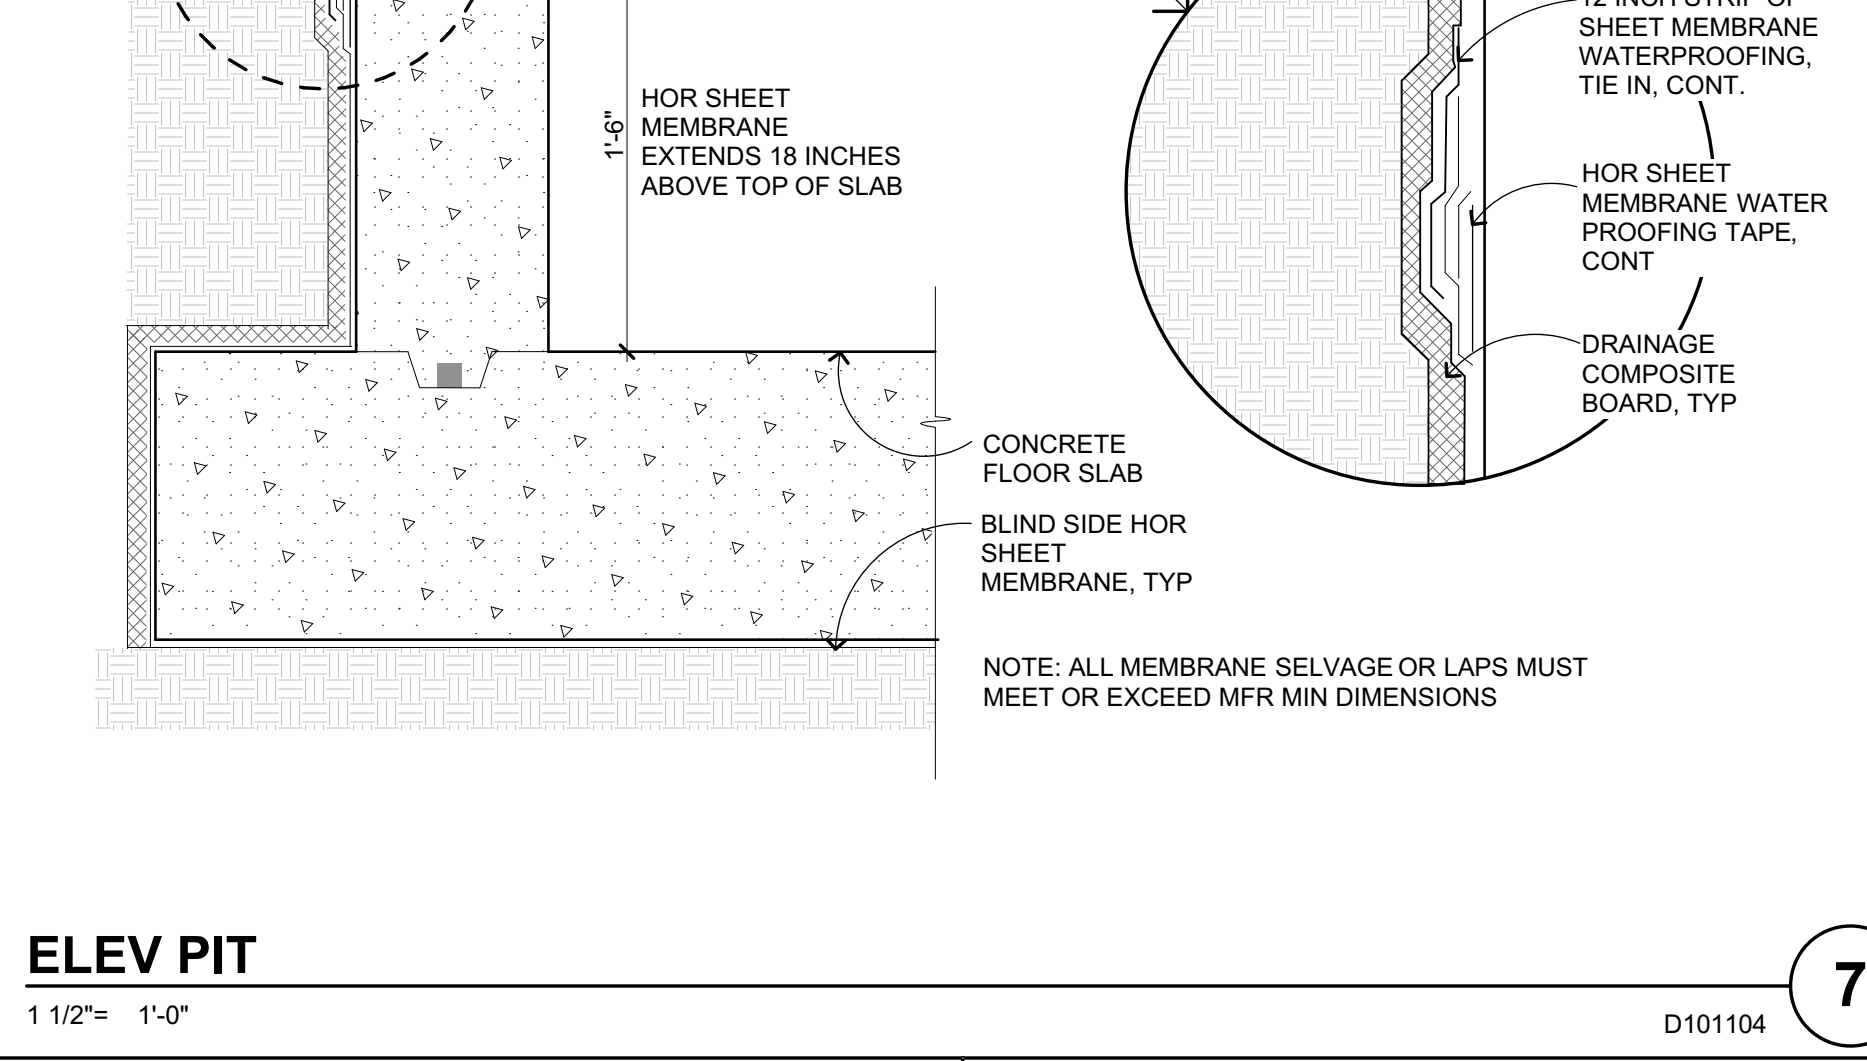 1'-6"
HOR SHEET
MEMBRANE
EXTENDS 18 INCHES
ABOVE TOP OF SLAB
12 INCH STRIP OF
SHEET MEMBRANE
WATERPROOFING,
TIE IN, CONT.
HOR SHEET
MEMBRANE WATER
PROOFING TAPE,
CONT
DRAINAGE
COMPOSITE
BOARD, TYP
CONCRETE
FLOOR SLAB
BLIND SIDE HOR
SHEET
MEMBRANE, TYP
NOTE: ALL MEMBRANE SELVAGE OR LAPS MUST
MEET OR EXCEED MFR MIN DIMENSIONS
ELEV PIT
7
1 1/2"= 1'-0"
D101104